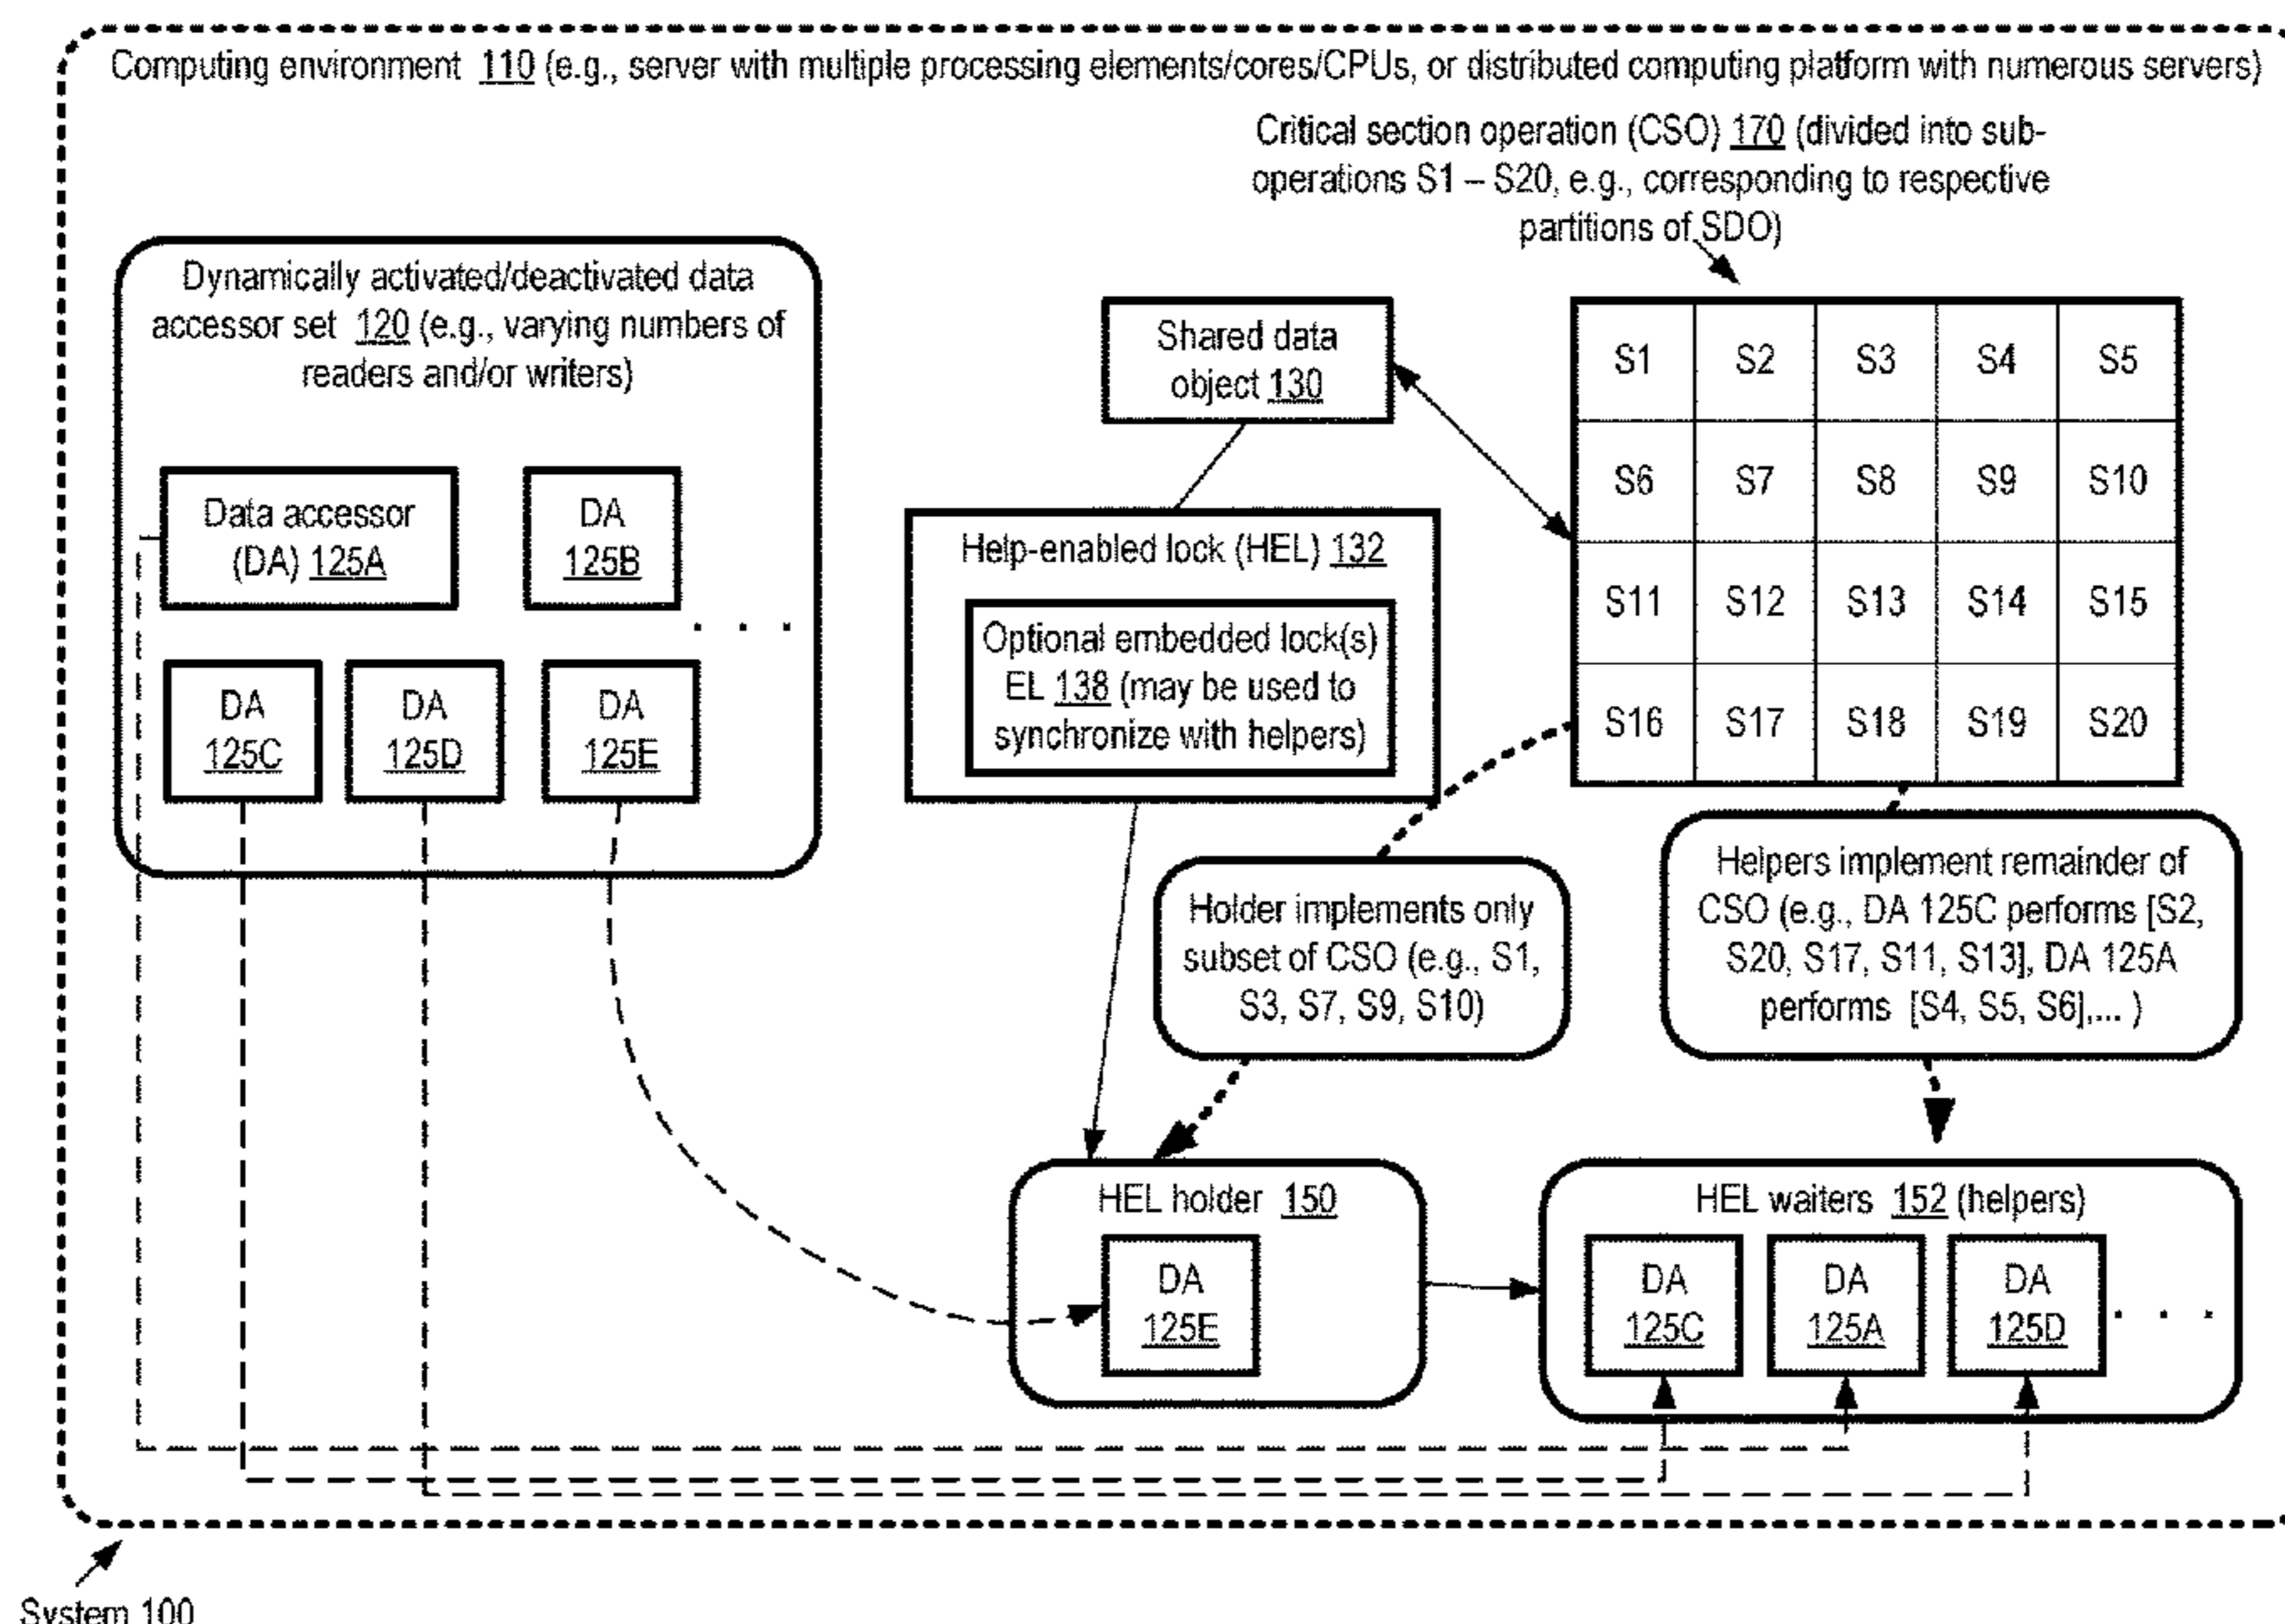 Computing environment 110 (e.g., server with multiple processing elements/cores/CPUs, or distributed computing platform with numerous servers)
Critical section operation (CSO) 170 (divided into sub-
operations S1 – S20, e.g., corresponding to respective
partitions of SDO)
Dynamically activated/deactivated data
accessor set 120 (e.g., varying numbers of
readers and/or writers)
Data accessor
(DA) 125A
DA
125B
. . .
DA
125C
DA
125D
DA
125E
Shared data
object 130
Help-enabled lock (HEL) 132
Optional embedded lock(s)
EL 138 (may be used to
synchronize with helpers)
S1 S2 S3 S4 S5
S6 S7 S8 S9 S10
S11 S12 S13 S14 S15
S16 S17 S18 S19 S20
Holder implements only
subset of CSO (e.g., S1,
S3, S7, S9, S10)
Helpers implement remainder of
CSO (e.g., DA 125C performs [S2,
S20, S17, S11, S13], DA 125A
performs [S4, S5, S6],... )
HEL holder 150
DA
125E
HEL waiters 152 (helpers)
DA
125C
DA
125A
DA
125D
. . .
System 100